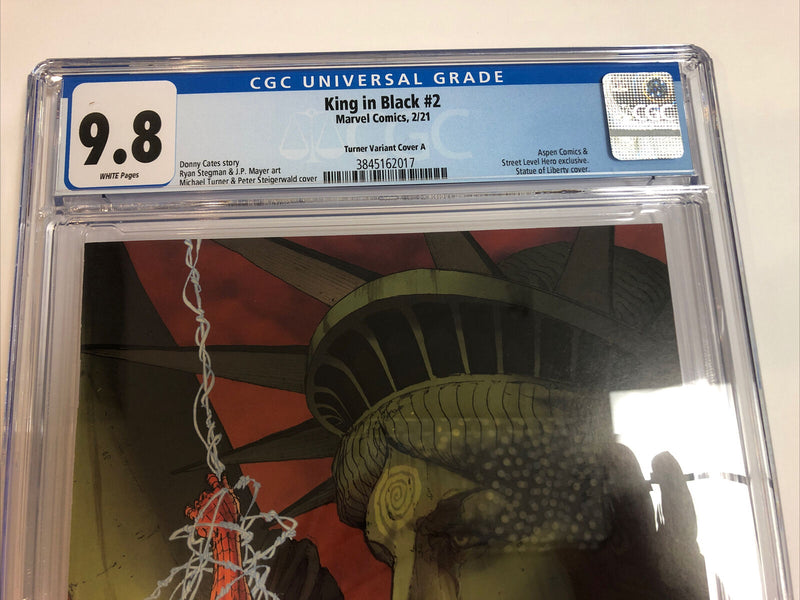 CGC UNIVERSAL GRADE
9.8
WHITE Pages
King in Black #2
Marvel Comics, 2/21
Turner Variant Cover A
3845162017
Donny Cates story
Ryan Stegman & J.P. Mayer art
Michael Turner & Peter Steigerwald cover
Aspen Comics &
Street Level Hero exclusive.
Statue of Liberty cover.
CGC
CGC